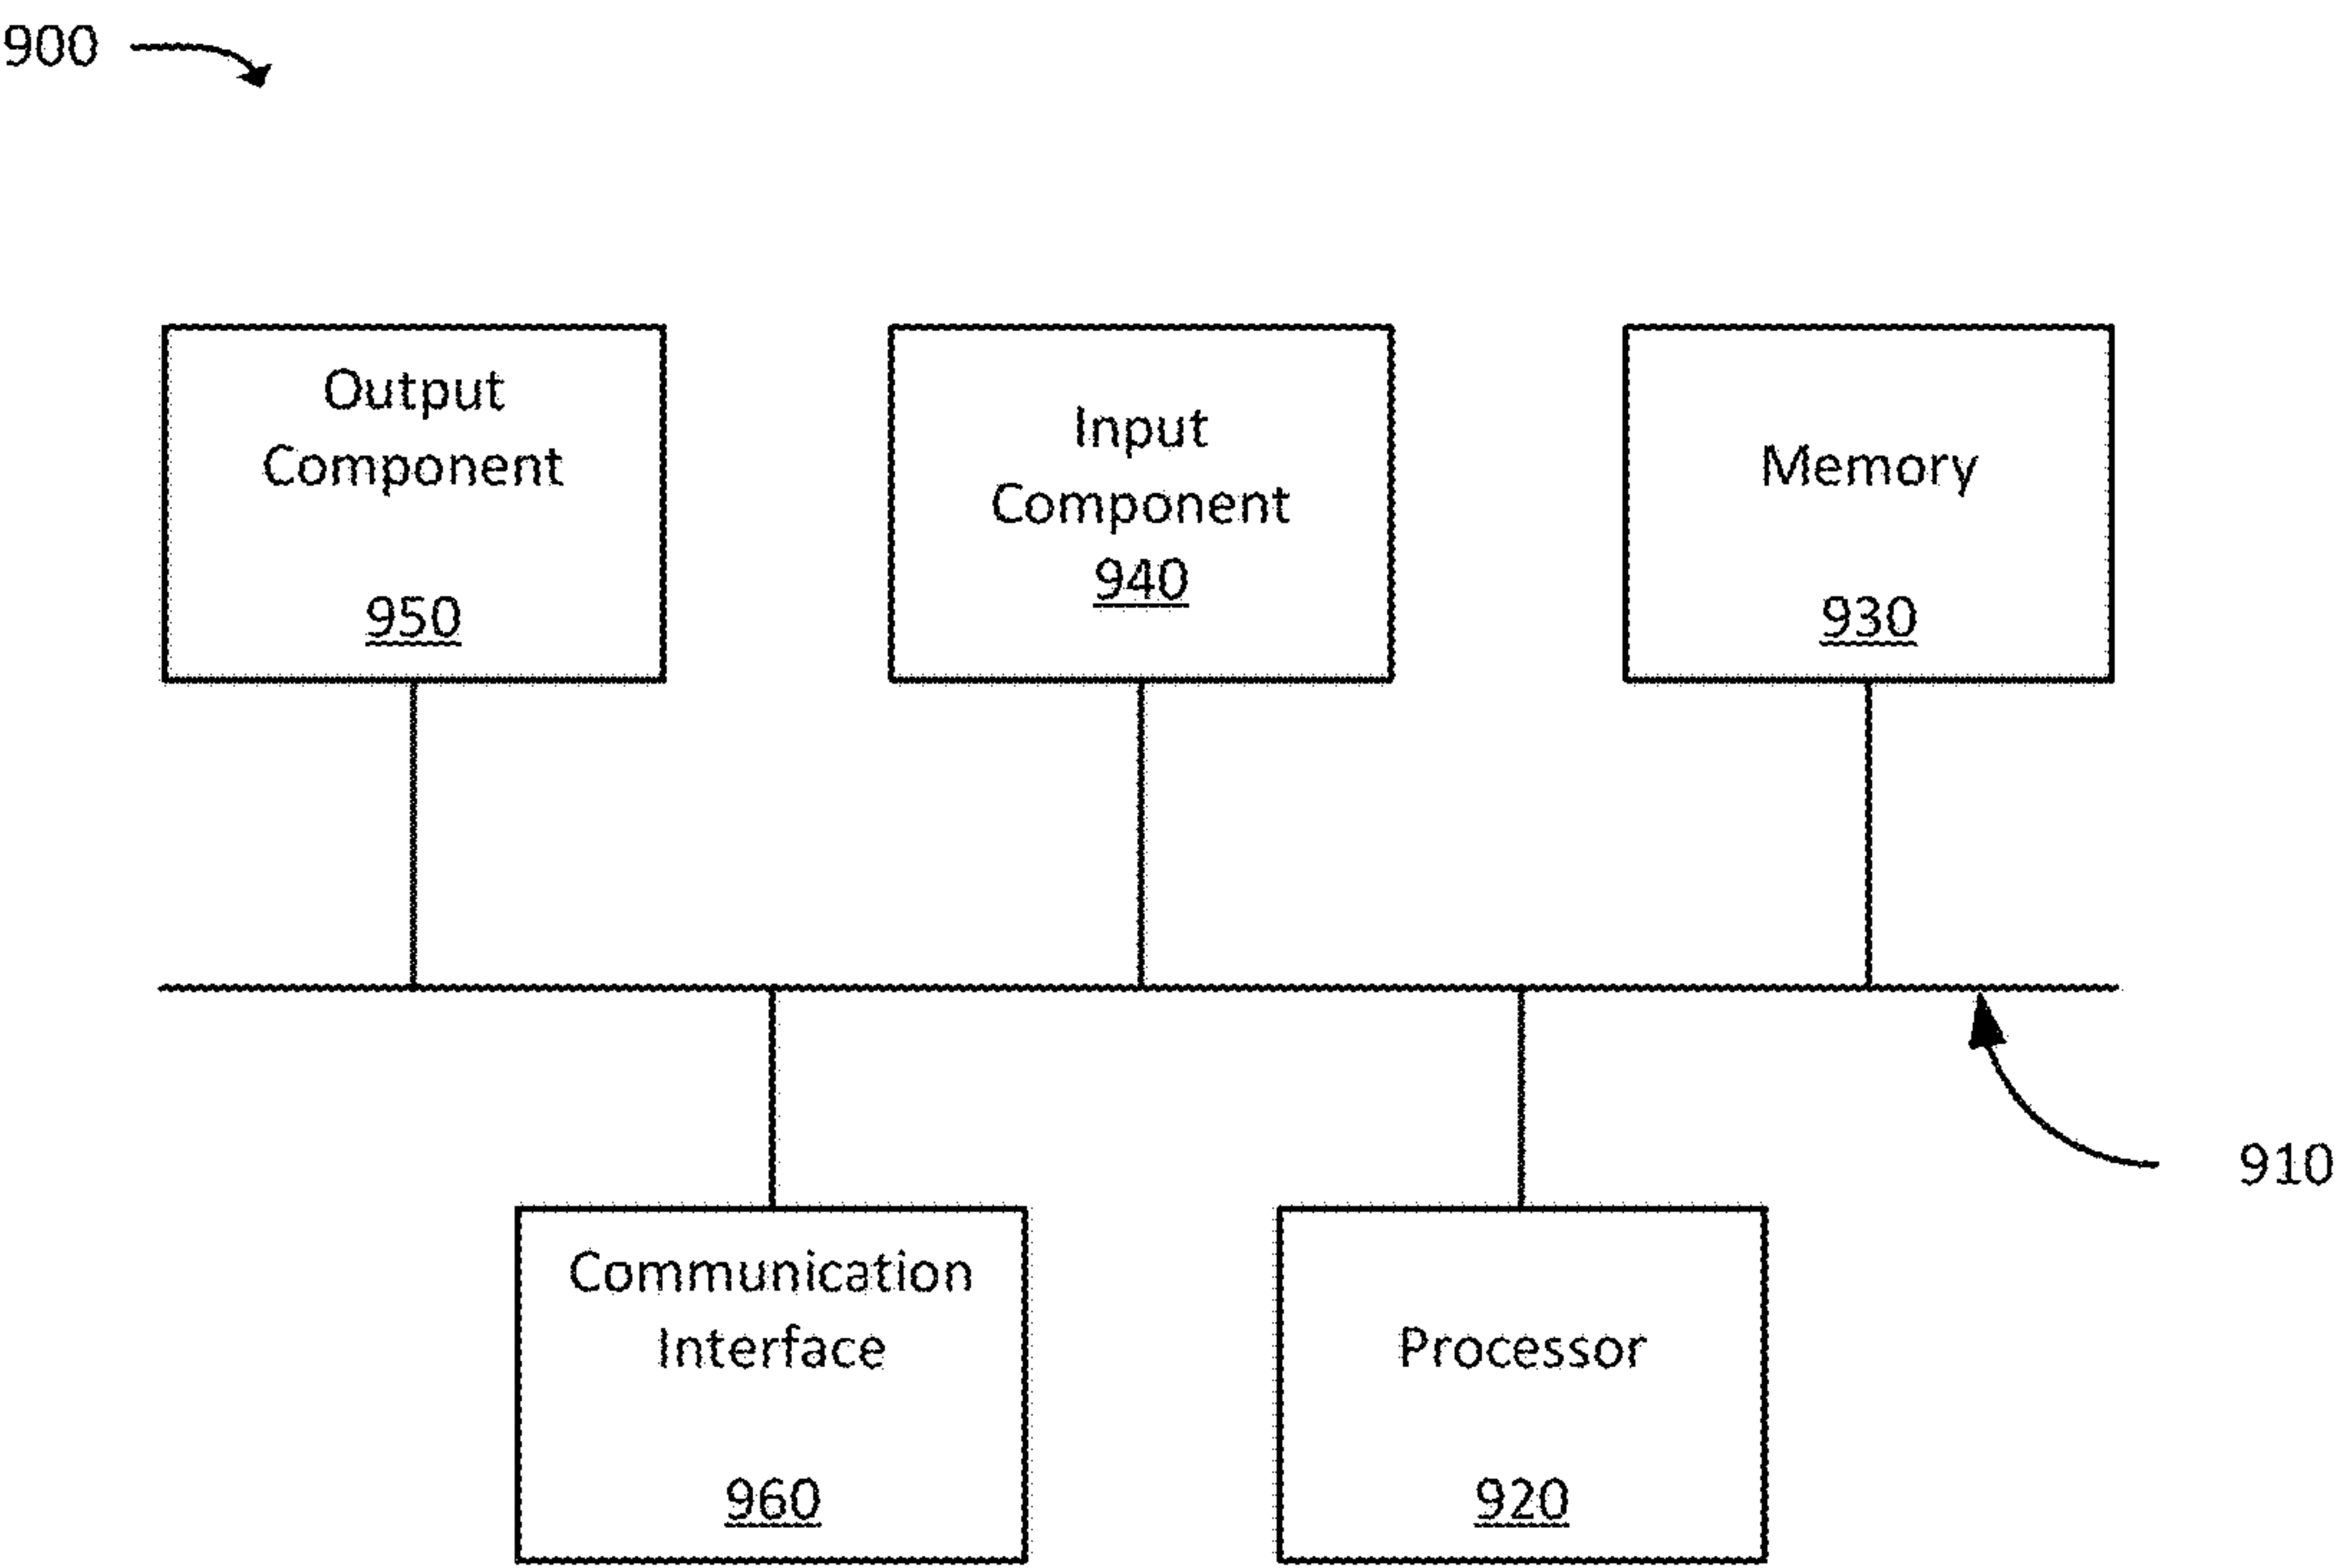 900
Output
Component
950
Input
Component
940
Memory
930
910
Communication
Interface
960
Processor
920